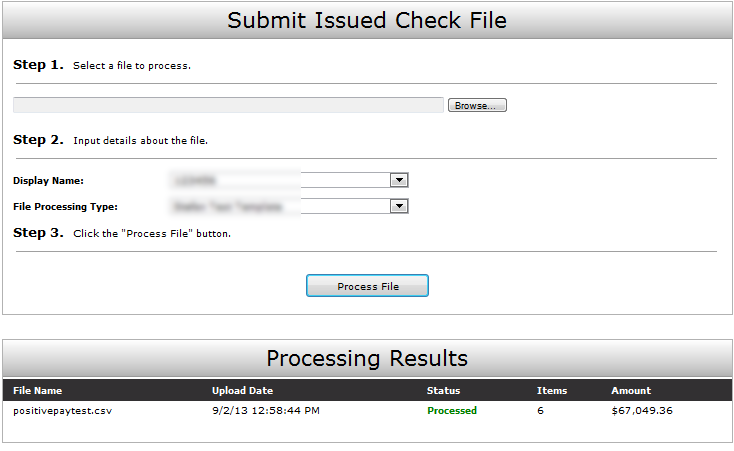 Submit Issued Check File
Step 1. Select a file to process.
Browse...
Step 2. Input details about the file.
Display Name:
File Processing Type:
Step 3. Click the "Process File" button.
Process File
Processing Results
File Name Upload Date Status Items Amount
positivepaytest.csv 9/2/13 12:58:44 PM Processed 6 $67,049.36